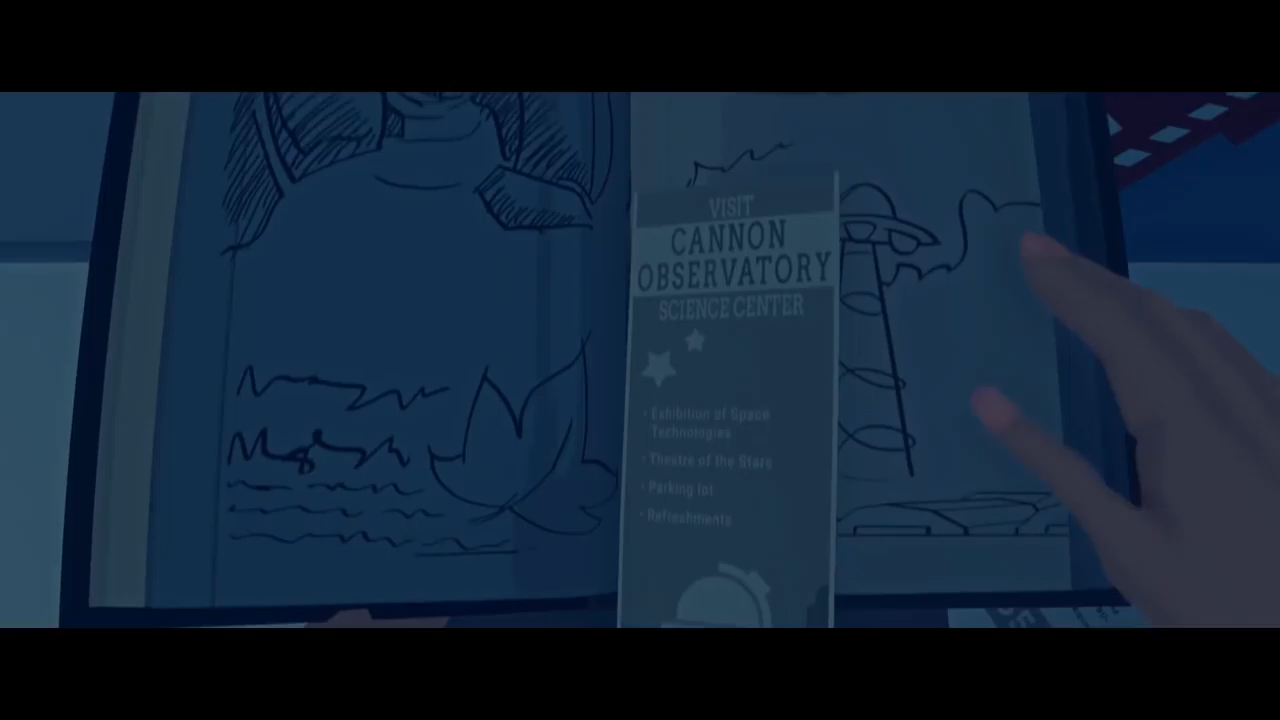 VISIT
CANNON
OBSERVATORY
SCIENCE CENTER
• Exhibition of Space
Technologies
• Theatre of the Stars
• Parking lot
• Refreshments